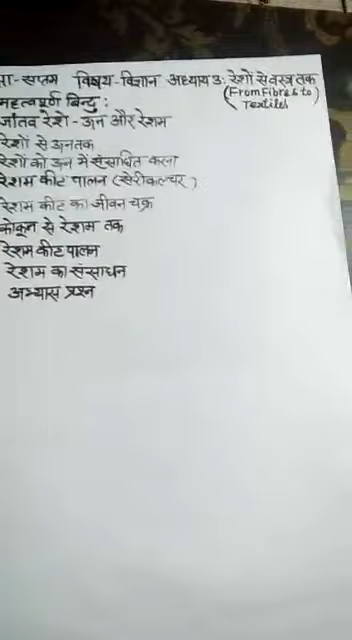 सप्तम विषय-विज्ञान अध्याय 3: रेशों से वस्त्र तक
(From Fibres to Textiles)
महत्वपूर्ण बिन्दु :
जांतव रेशे - ऊन और रेशम
रेशों से ऊन तक
रेशों को ऊन में संसाधित कला
रेशम कीट पालन (सेरीकल्चर)
रेशम कीट का जीवन चक्र
कोकून से रेशम तक
रेशम कीट पालन
रेशम का संसाधन
अभ्यास प्रश्न